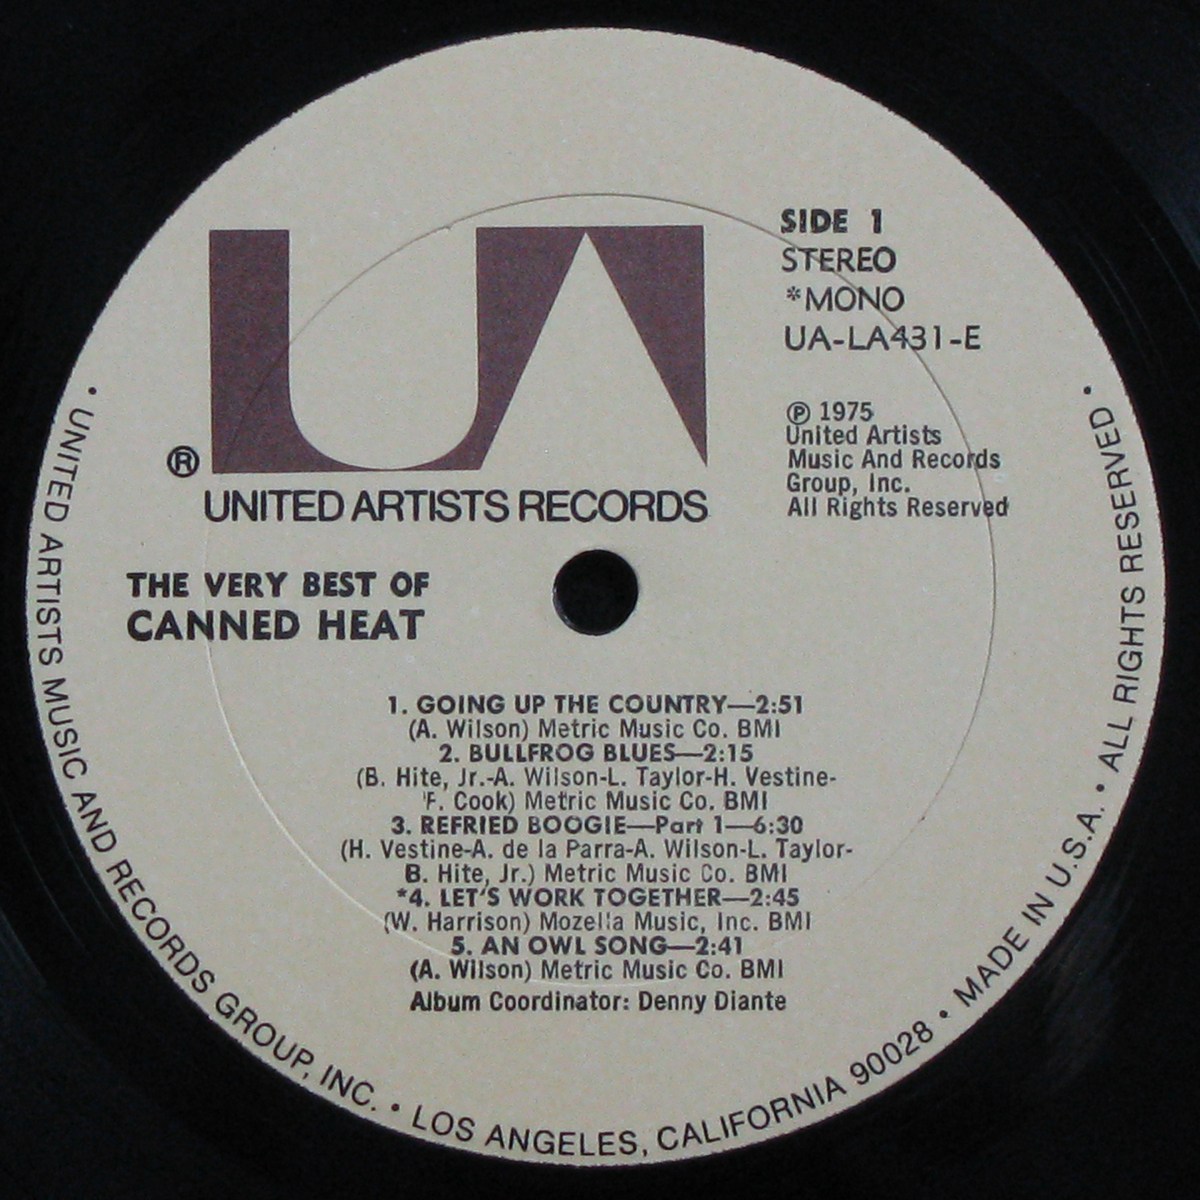 UA
® UNITED ARTISTS RECORDS
SIDE 1
STEREO
*MONO
UA-LA431-E
℗ 1975
United Artists
Music And Records
Group, Inc.
All Rights Reserved
THE VERY BEST OF
CANNED HEAT
1. GOING UP THE COUNTRY—2:51
(A. Wilson) Metric Music Co. BMI
2. BULLFROG BLUES—2:15
(B. Hite, Jr.-A. Wilson-L. Taylor-H. Vestine-
F. Cook) Metric Music Co. BMI
3. REFRIED BOOGIE—Part 1—6:30
(H. Vestine-A. de la Parra-A. Wilson-L. Taylor-
B. Hite, Jr.) Metric Music Co. BMI
*4. LET'S WORK TOGETHER—2:45
(W. Harrison) Mozella Music, Inc. BMI
5. AN OWL SONG—2:41
(A. Wilson) Metric Music Co. BMI
Album Coordinator: Denny Diante
• UNITED ARTISTS MUSIC AND RECORDS GROUP, INC. • LOS ANGELES, CALIFORNIA 90028 • MADE IN U.S.A. • ALL RIGHTS RESERVED •